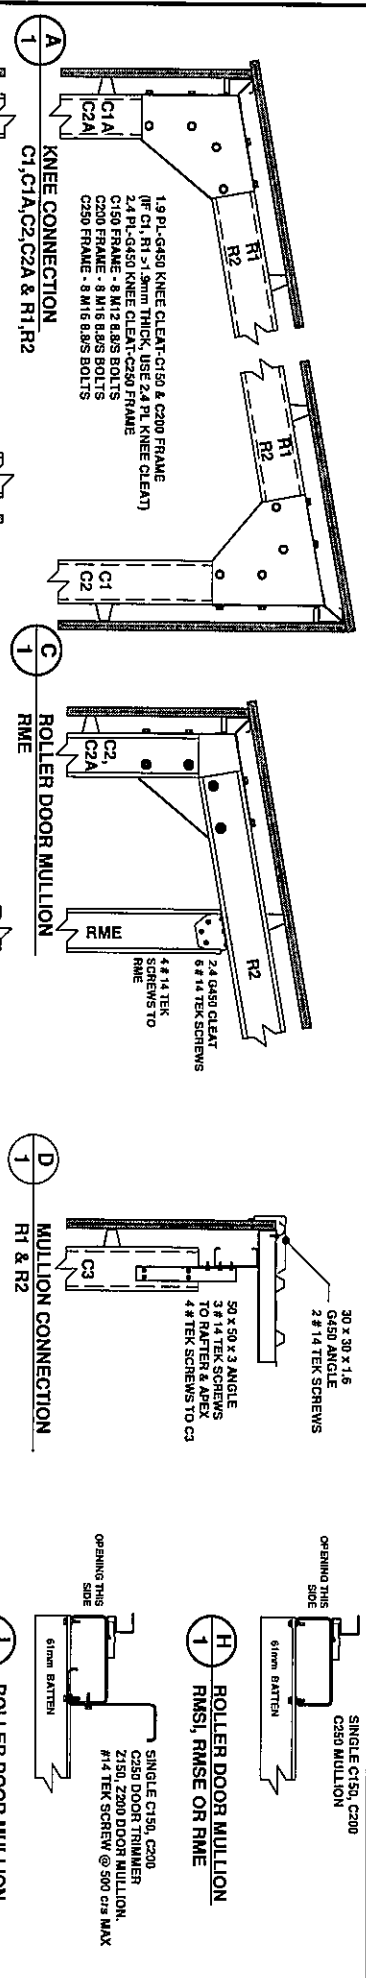 C1A
C2A
R1
R2
R1
R2
C1
C2
1.9 PL-G450 KNEE CLEAT-C150 & C200 FRAME
(IF C1, R1 >1.9mm THICK, USE 2.4 PL KNEE CLEAT)
2.4 PL-G450 KNEE CLEAT-C250 FRAME
C150 FRAME - 8 M12 8.8/S BOLTS
C200 FRAME - 8 M16 8.8/S BOLTS
C250 FRAME - 8 M16 8.8/S BOLTS
A
1
KNEE CONNECTION
C1,C1A,C2,C2A & R1,R2
C2,
C2A
R2
RME
2.4 G450 CLEAT
6 # 14 TEK SCREWS
4 # 14 TEK
SCREWS TO
RME
C
1
ROLLER DOOR MULLION
RME
30 x 30 x 1.6
G450 ANGLE
2 # 14 TEK SCREWS
C3
50 x 50 x 3 ANGLE
3 # 14 TEK SCREWS
TO RAFTER & APEX
4 # TEK SCREWS TO C3
D
1
MULLION CONNECTION
R1 & R2
OPENING THIS
SIDE
SINGLE C150, C200
C250 MULLION
61mm BATTEN
H
1
ROLLER DOOR MULLION
RMSI, RMSE OR RME
OPENING THIS
SIDE
SINGLE C150, C200
C250 DOOR TRIMMER
Z150, Z200 DOOR MULLION.
#14 TEK SCREW @ 500 crs MAX
61mm BATTEN
ROLLER DOOR MULLION